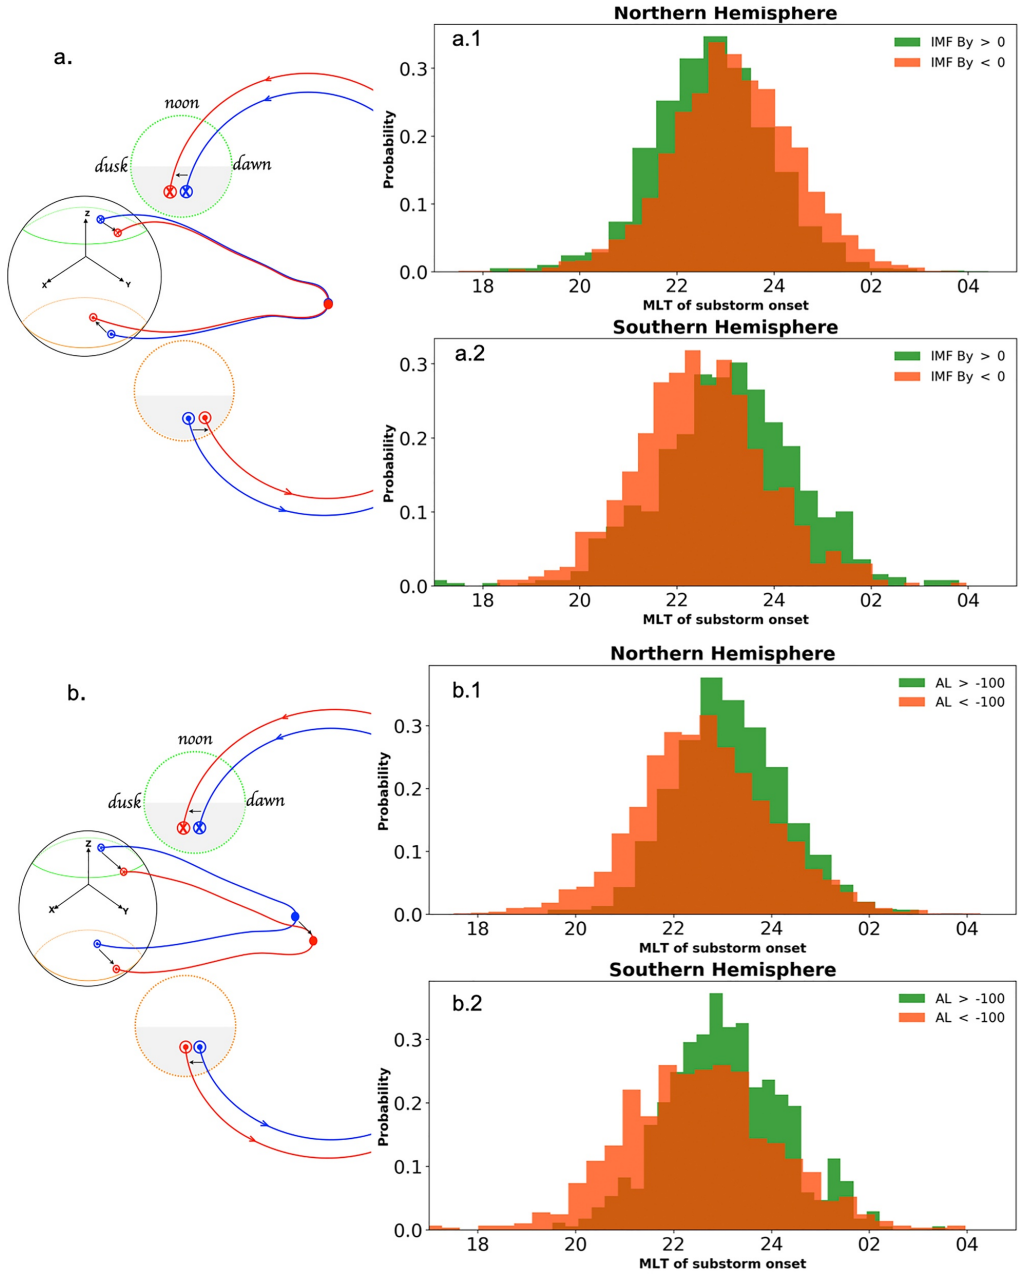 a.
noon
dusk
dawn
Z
X
Y
Northern Hemisphere
a.1
IMF By > 0
IMF By < 0
Probability
0.3
0.2
0.1
0.0
18 20 22 24 02 04
MLT of substorm onset
Southern Hemisphere
a.2
IMF By > 0
IMF By < 0
Probability
0.3
0.2
0.1
0.0
18 20 22 24 02 04
MLT of substorm onset
b.
noon
dusk
dawn
Z
X
Y
Northern Hemisphere
b.1
AL > -100
AL < -100
Probability
0.3
0.2
0.1
0.0
18 20 22 24 02 04
MLT of substorm onset
Southern Hemisphere
b.2
AL > -100
AL < -100
Probability
0.3
0.2
0.1
0.0
18 20 22 24 02 04
MLT of substorm onset